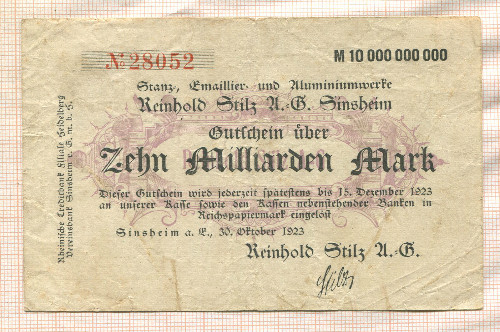 № 28052
M 10 000 000 000
Stanz-, Emaillier- und Aluminiumwerke
Reinhold Stilz A.-G. Sinsheim
Gutschein über
Zehn Milliarden Mark
Dieser Gutschein wird jederzeit spätestens bis 15. Dezember 1923
an unserer Kasse sowie den Kassen nebenstehender Banken in
Reichspapiermark eingelöst
Sinsheim a. E., 30. Oktober 1923
Reinhold Stilz A.-G.
Stilz
Rheinische Creditbank Filiale Heidelberg
Vereinsbank Sinsheim e. G. m. b. H.